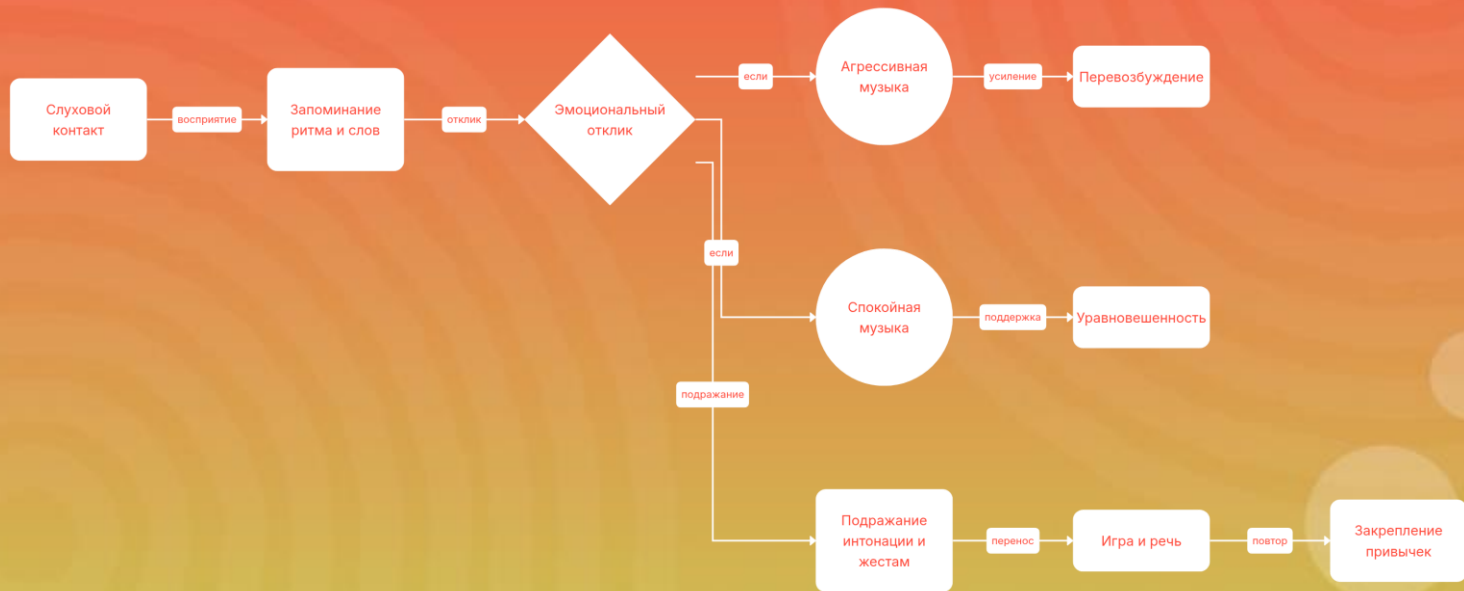 Слуховой
контакт
восприятие
Запоминание
ритма и слов
отклик
Эмоциональный
отклик
если
Агрессивная
музыка
усиление
Перевозбуждение
если
Спокойная
музыка
поддержка
Уравновешенность
подражание
Подражание
интонации и
жестам
перенос
Игра и речь
повтор
Закрепление
привычек